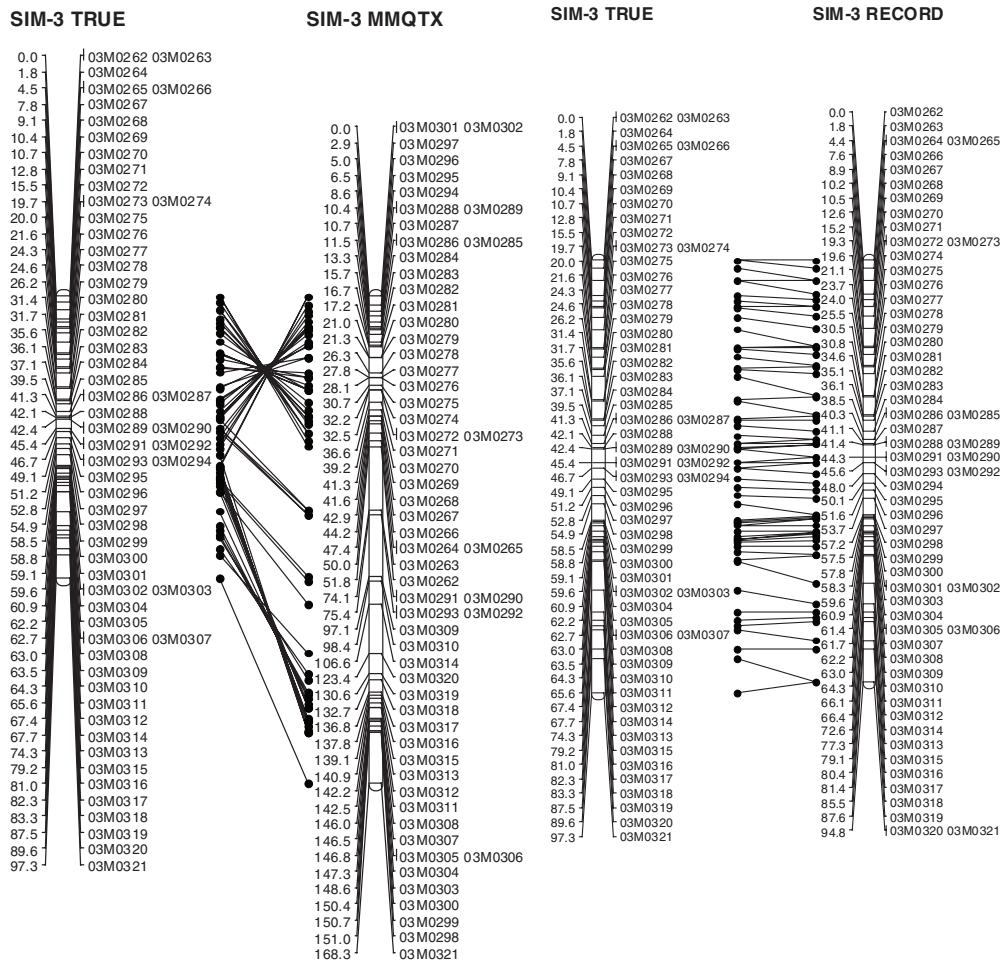 SIM-3 TRUE
0.0 03M0262 03M0263
1.8 03M0264
4.5 03M0265 03M0266
7.8 03M0267
9.1 03M0268
10.4 03M0269
10.7 03M0270
12.8 03M0271
15.5 03M0272
19.7 03M0273 03M0274
20.0 03M0275
21.6 03M0276
24.3 03M0277
24.6 03M0278
26.2 03M0279
31.4 03M0280
31.7 03M0281
35.6 03M0282
36.1 03M0283
37.1 03M0284
39.5 03M0285
41.3 03M0286 03M0287
42.1 03M0288
42.4 03M0289 03M0290
45.4 03M0291 03M0292
46.7 03M0293 03M0294
49.1 03M0295
51.2 03M0296
52.8 03M0297
54.9 03M0298
58.5 03M0299
58.8 03M0300
59.1 03M0301
59.6 03M0302 03M0303
60.9 03M0304
62.2 03M0305
62.7 03M0306 03M0307
63.0 03M0308
63.5 03M0309
64.3 03M0310
65.6 03M0311
67.4 03M0312
67.7 03M0314
74.3 03M0313
79.2 03M0315
81.0 03M0316
82.3 03M0317
83.3 03M0318
87.5 03M0319
89.6 03M0320
97.3 03M0321
SIM-3 MMQTX
0.0 03M0301 03M0302
2.9 03M0297
5.0 03M0296
6.5 03M0295
8.6 03M0294
10.4 03M0288 03M0289
10.7 03M0287
11.5 03M0286 03M0285
13.3 03M0284
15.7 03M0283
16.7 03M0282
17.2 03M0281
21.0 03M0280
21.3 03M0279
26.3 03M0278
27.8 03M0277
28.1 03M0276
30.7 03M0275
32.2 03M0274
32.5 03M0272 03M0273
36.6 03M0271
39.2 03M0270
41.3 03M0269
41.6 03M0268
42.9 03M0267
44.2 03M0266
47.4 03M0264 03M0265
50.0 03M0263
51.8 03M0262
74.1 03M0291 03M0290
75.4 03M0293 03M0292
97.1 03M0309
98.4 03M0310
106.6 03M0314
123.4 03M0320
130.6 03M0319
132.7 03M0318
136.8 03M0317
137.8 03M0316
139.1 03M0315
140.9 03M0313
142.2 03M0312
142.5 03M0311
146.0 03M0308
146.5 03M0307
146.8 03M0305 03M0306
147.3 03M0304
148.6 03M0303
150.4 03M0300
150.7 03M0299
151.0 03M0298
168.3 03M0321
SIM-3 TRUE
0.0 03M0262 03M0263
1.8 03M0264
4.5 03M0265 03M0266
7.8 03M0267
9.1 03M0268
10.4 03M0269
10.7 03M0270
12.8 03M0271
15.5 03M0272
19.7 03M0273 03M0274
20.0 03M0275
21.6 03M0276
24.3 03M0277
24.6 03M0278
26.2 03M0279
31.4 03M0280
31.7 03M0281
35.6 03M0282
36.1 03M0283
37.1 03M0284
39.5 03M0285
41.3 03M0286 03M0287
42.1 03M0288
42.4 03M0289 03M0290
45.4 03M0291 03M0292
46.7 03M0293 03M0294
49.1 03M0295
51.2 03M0296
52.8 03M0297
54.9 03M0298
58.5 03M0299
58.8 03M0300
59.1 03M0301
59.6 03M0302 03M0303
60.9 03M0304
62.2 03M0305
62.7 03M0306 03M0307
63.0 03M0308
63.5 03M0309
64.3 03M0310
65.6 03M0311
67.4 03M0312
67.7 03M0314
74.3 03M0313
79.2 03M0315
81.0 03M0316
82.3 03M0317
83.3 03M0318
87.5 03M0319
89.6 03M0320
97.3 03M0321
SIM-3 RECORD
0.0 03M0262
1.8 03M0263
4.4 03M0264 03M0265
7.6 03M0266
8.9 03M0267
10.2 03M0268
10.5 03M0269
12.6 03M0270
15.2 03M0271
19.3 03M0272 03M0273
19.6 03M0274
21.1 03M0275
23.7 03M0276
24.0 03M0277
25.5 03M0278
30.5 03M0279
30.8 03M0280
34.6 03M0281
35.1 03M0282
36.1 03M0283
38.5 03M0284
40.3 03M0286 03M0285
41.1 03M0287
41.4 03M0288 03M0289
44.3 03M0291 03M0290
45.6 03M0293 03M0292
48.0 03M0294
50.1 03M0295
51.6 03M0296
53.7 03M0297
57.2 03M0298
57.5 03M0299
57.8 03M0300
58.3 03M0301 03M0302
59.6 03M0303
60.9 03M0304
61.4 03M0305 03M0306
61.7 03M0307
62.2 03M0308
63.0 03M0309
64.3 03M0310
66.1 03M0311
66.4 03M0312
72.6 03M0314
77.3 03M0313
79.1 03M0315
80.4 03M0316
81.4 03M0317
85.5 03M0318
87.6 03M0319
94.8 03M0320 03M0321